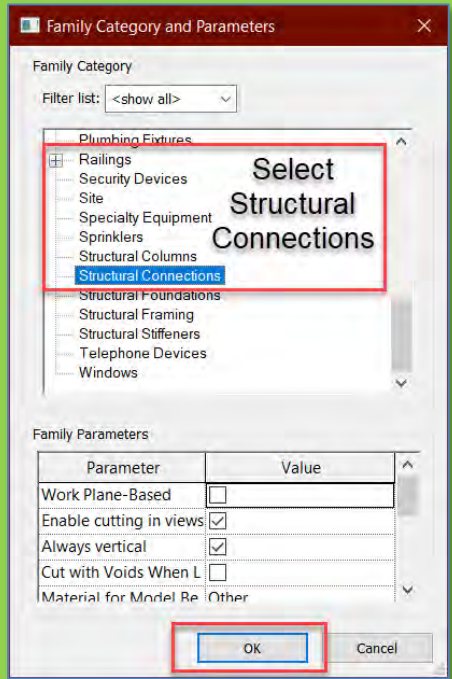 Family Category and Parameters
Family Category
Filter list: <show all>
Plumbing Fixtures
Railings
Security Devices
Site
Specialty Equipment
Sprinklers
Structural Columns
Structural Connections
Structural Foundations
Structural Framing
Structural Stiffeners
Telephone Devices
Windows
Select
Structural
Connections
Family Parameters
Parameter Value
Work Plane-Based
Enable cutting in views
Always vertical
Cut with Voids When L
Material for Model Be Other
OK Cancel